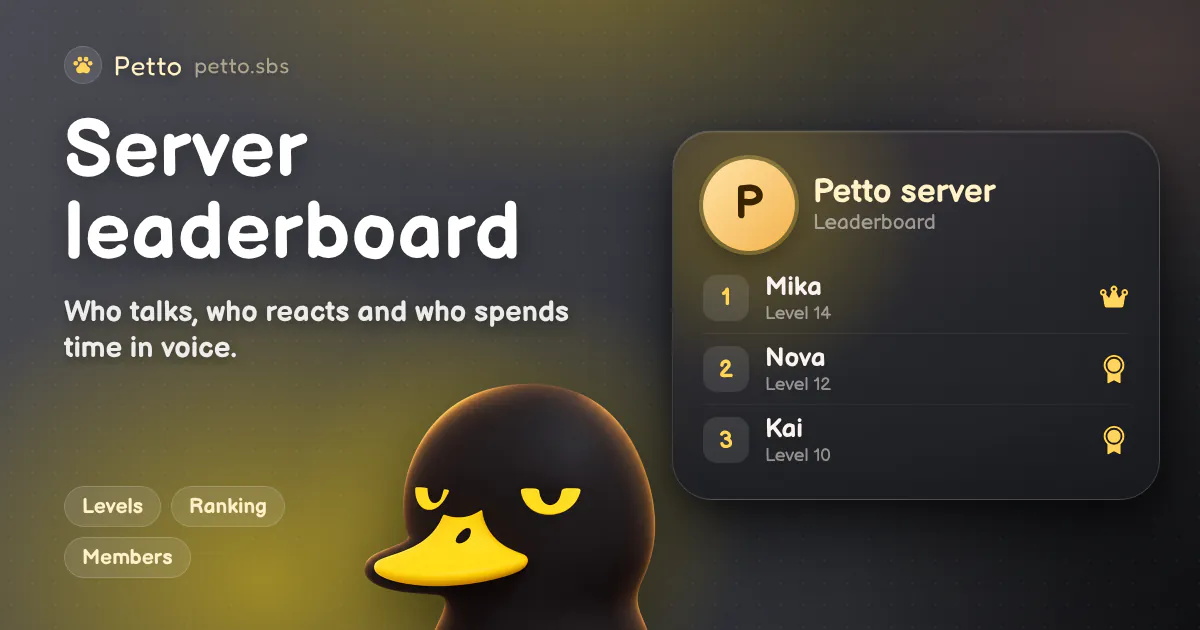 Petto petto.sbs
Server
leaderboard
Who talks, who reacts and who spends
time in voice.
Levels Ranking
Members
P
Petto server
Leaderboard
1
Mika
Level 14
2
Nova
Level 12
3
Kai
Level 10